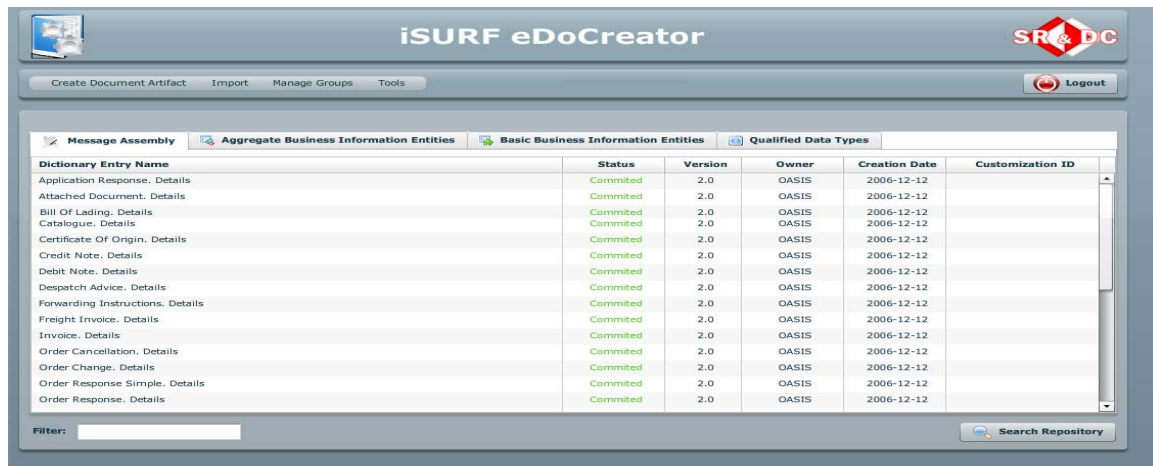 iSURF eDoCreator
SR&DC
Create Document Artifact Import Manage Groups Tools
Logout
Message Assembly Aggregate Business Information Entities Basic Business Information Entities Qualified Data Types
Dictionary Entry Name Status Version Owner Creation Date Customization ID
Application Response. Details Commited 2.0 OASIS 2006-12-12
Attached Document. Details Commited 2.0 OASIS 2006-12-12
Bill Of Lading. Details Commited 2.0 OASIS 2006-12-12
Catalogue. Details Commited 2.0 OASIS 2006-12-12
Certificate Of Origin. Details Commited 2.0 OASIS 2006-12-12
Credit Note. Details Commited 2.0 OASIS 2006-12-12
Debit Note. Details Commited 2.0 OASIS 2006-12-12
Despatch Advice. Details Commited 2.0 OASIS 2006-12-12
Forwarding Instructions. Details Commited 2.0 OASIS 2006-12-12
Freight Invoice. Details Commited 2.0 OASIS 2006-12-12
Invoice. Details Commited 2.0 OASIS 2006-12-12
Order Cancellation. Details Commited 2.0 OASIS 2006-12-12
Order Change. Details Commited 2.0 OASIS 2006-12-12
Order Response Simple. Details Commited 2.0 OASIS 2006-12-12
Order Response. Details Commited 2.0 OASIS 2006-12-12
Filter: Search Repository